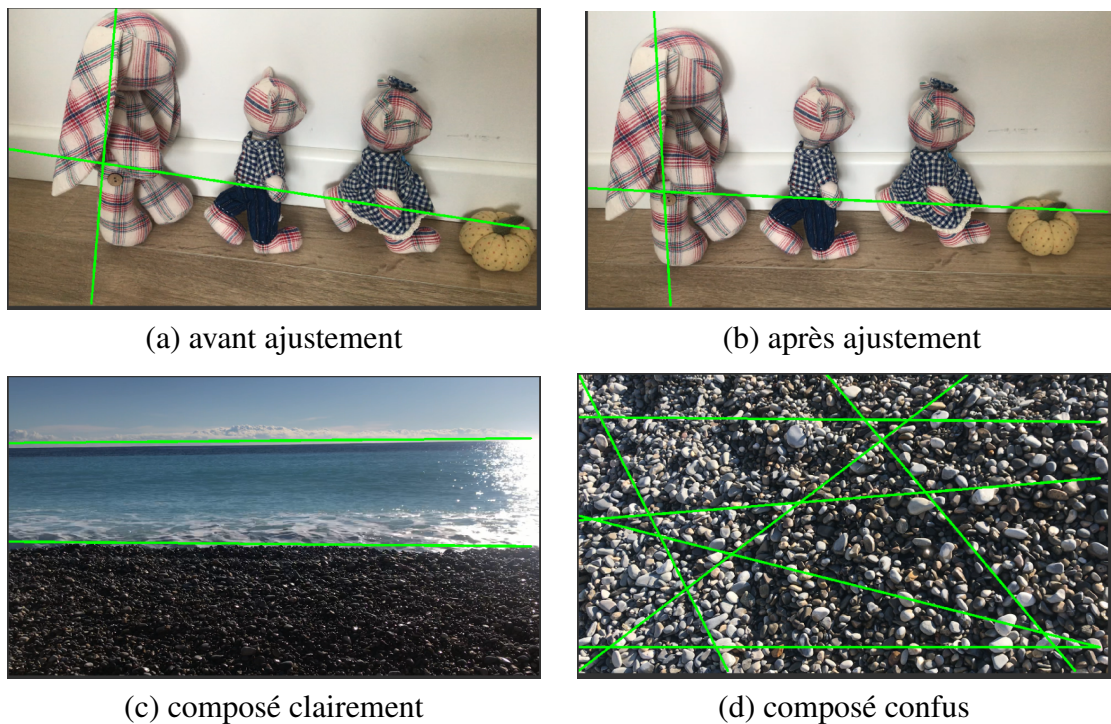 (a) avant ajustement
(b) après ajustement
(c) composé clairement
(d) composé confus